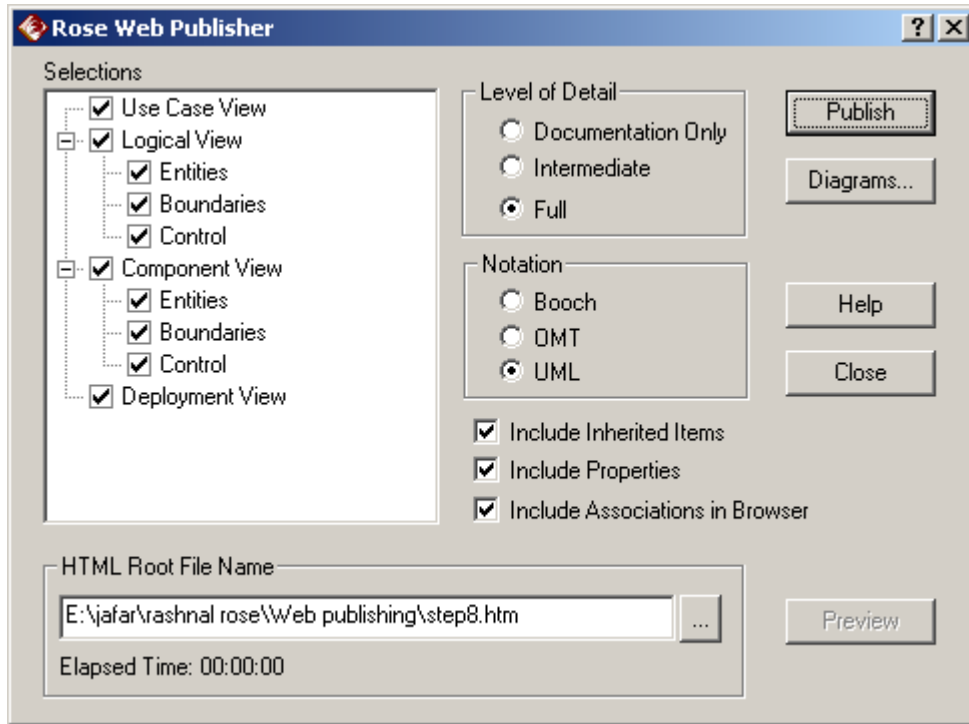 Rose Web Publisher
Selections
Use Case View
Logical View
Entities
Boundaries
Control
Component View
Entities
Boundaries
Control
Deployment View
Level of Detail
Documentation Only
Intermediate
Full
Notation
Booch
OMT
UML
Include Inherited Items
Include Properties
Include Associations in Browser
Publish
Diagrams...
Help
Close
HTML Root File Name
E:\jafar\rashnal rose\Web publishing\step8.htm
...
Elapsed Time: 00:00:00
Preview